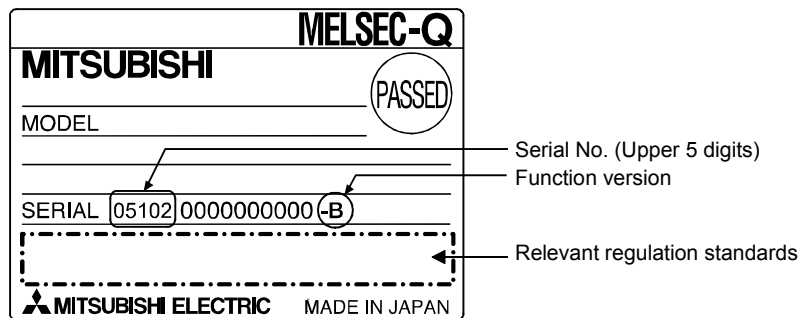 MELSEC-Q
MITSUBISHI
PASSED
MODEL
Serial No. (Upper 5 digits)
Function version
SERIAL 05102 0000000000 -B
Relevant regulation standards
MITSUBISHI ELECTRIC MADE IN JAPAN